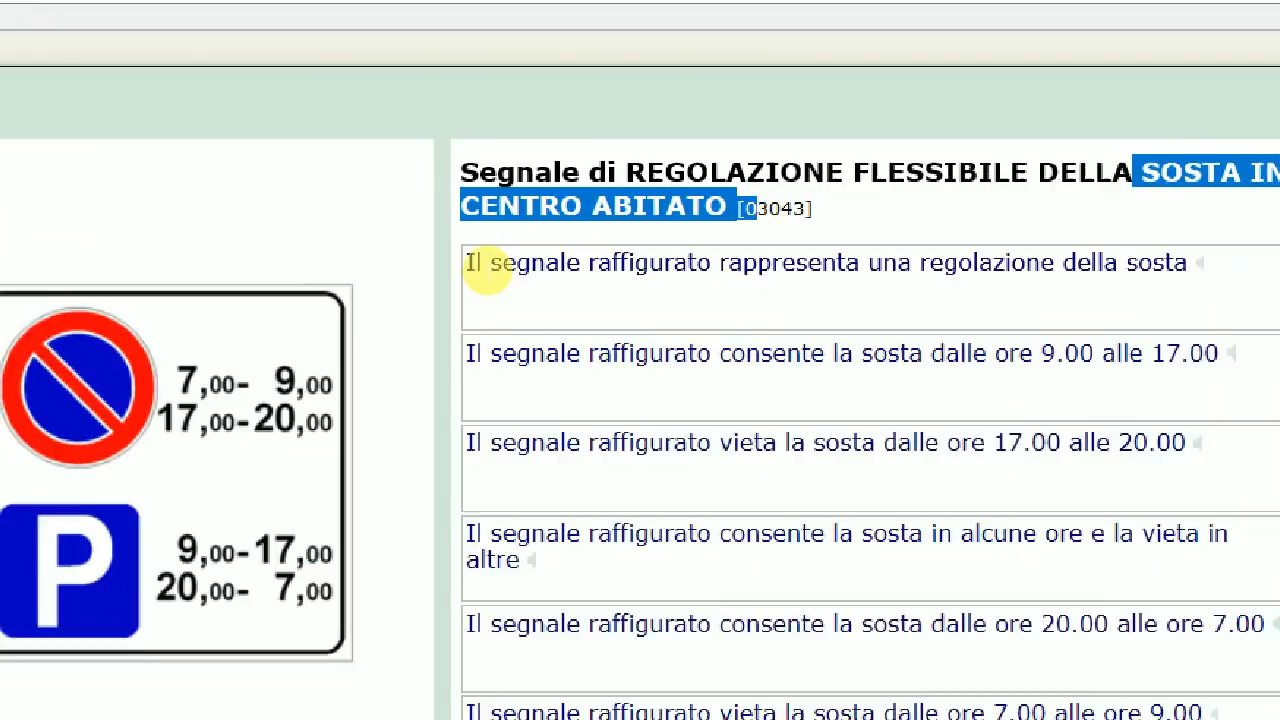 Segnale di REGOLAZIONE FLESSIBILE DELLA SOSTA IN
CENTRO ABITATO [03043]
Il segnale raffigurato rappresenta una regolazione della sosta
Il segnale raffigurato consente la sosta dalle ore 9.00 alle 17.00
Il segnale raffigurato vieta la sosta dalle ore 17.00 alle 20.00
Il segnale raffigurato consente la sosta in alcune ore e la vieta in
altre
Il segnale raffigurato consente la sosta dalle ore 20.00 alle ore 7.00
Il segnale raffigurato vieta la sosta dalle ore 7.00 alle ore 9.00
7,00- 9,00
17,00-20,00
P
9,00-17,00
20,00- 7,00